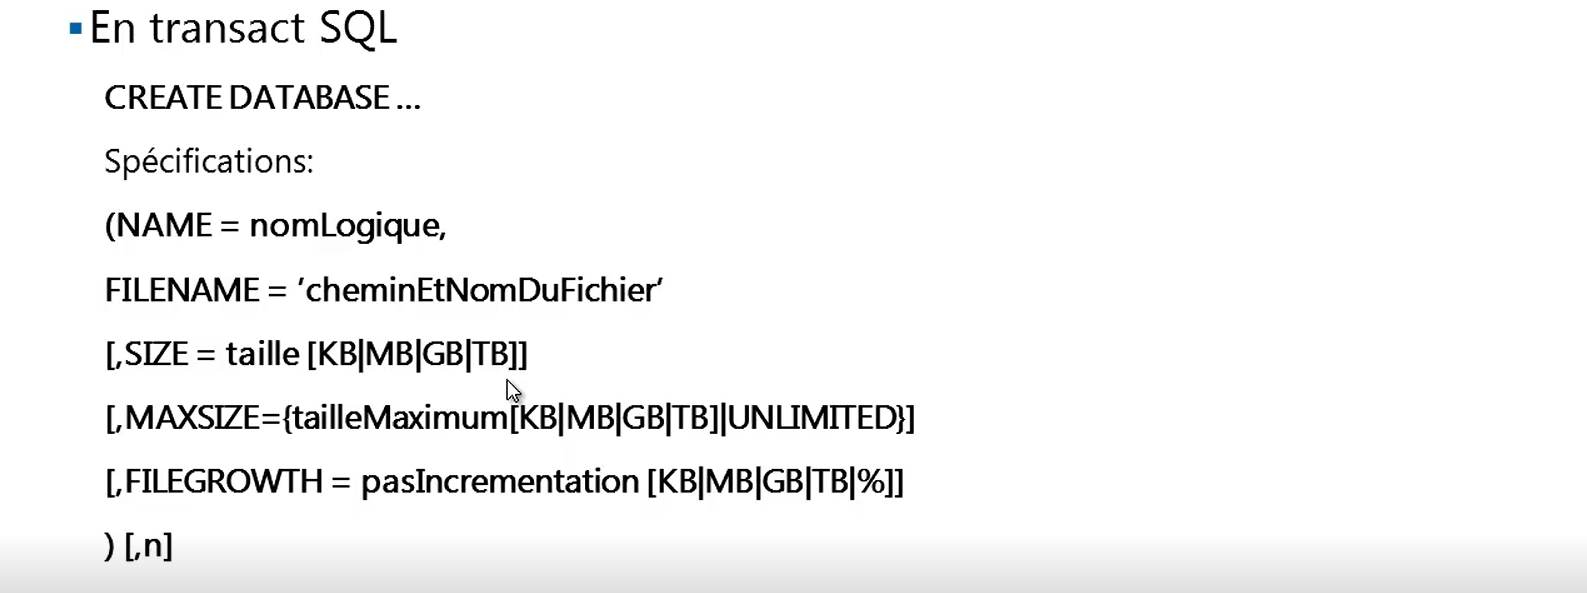 En transact SQL
CREATE DATABASE ...
Spécifications:
(NAME = nomLogique,
FILENAME = ‘cheminEtNomDuFichier’
[,SIZE = taille [KB|MB|GB|TB]]
[,MAXSIZE={tailleMaximum[KB|MB|GB|TB]|UNLIMITED}]
[,FILEGROWTH = pasIncrementation [KB|MB|GB|TB|%]]
) [,n]